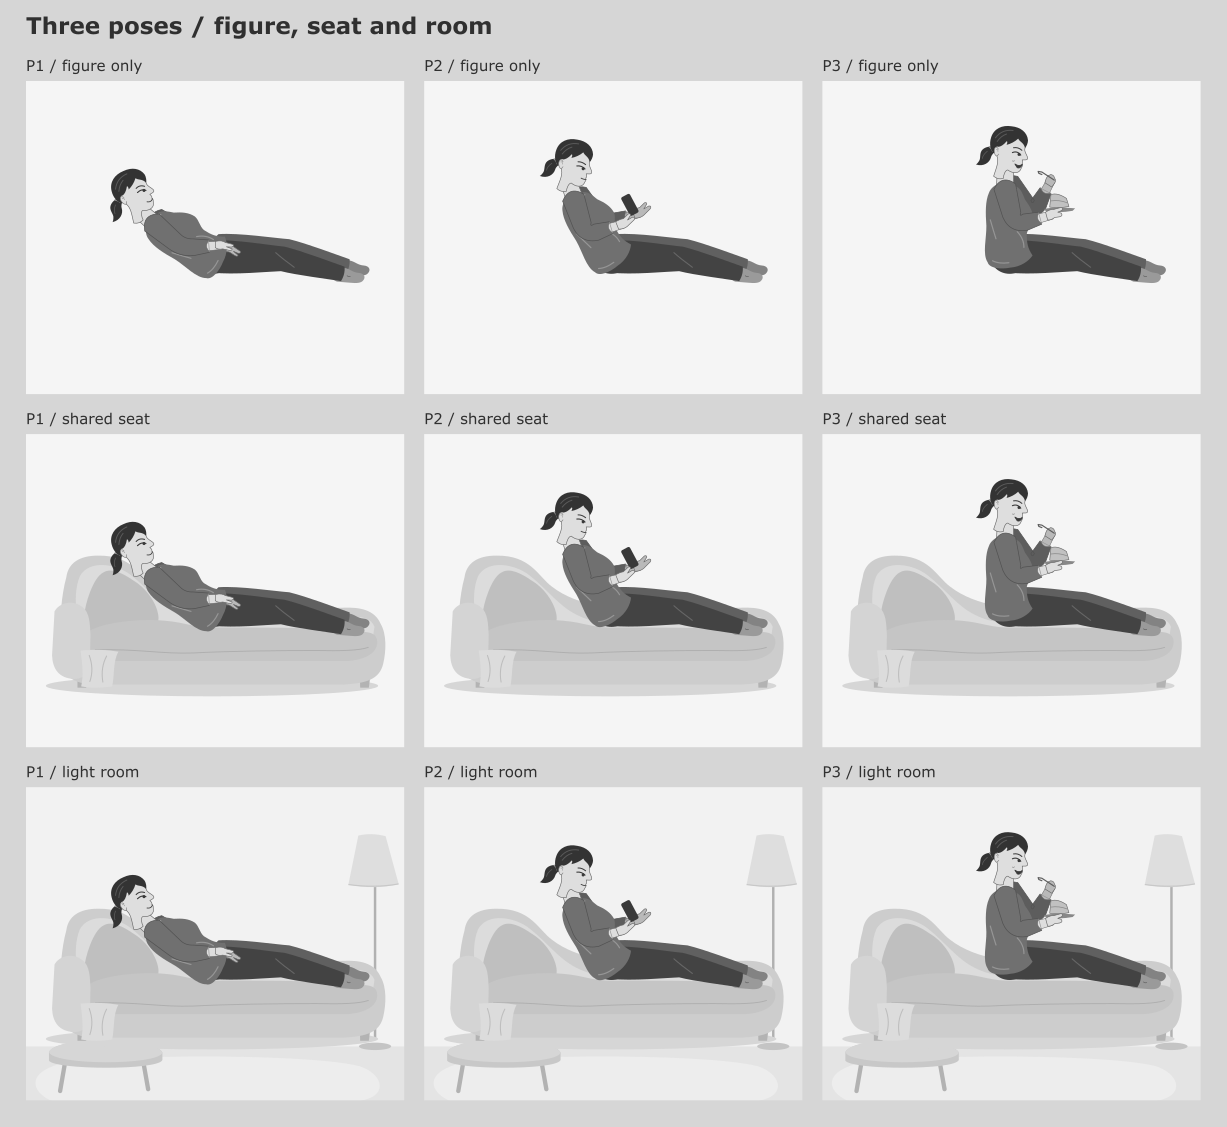 Three poses / figure, seat and room
P1 / figure only
P2 / figure only
P3 / figure only
P1 / shared seat
P2 / shared seat
P3 / shared seat
P1 / light room
P2 / light room
P3 / light room